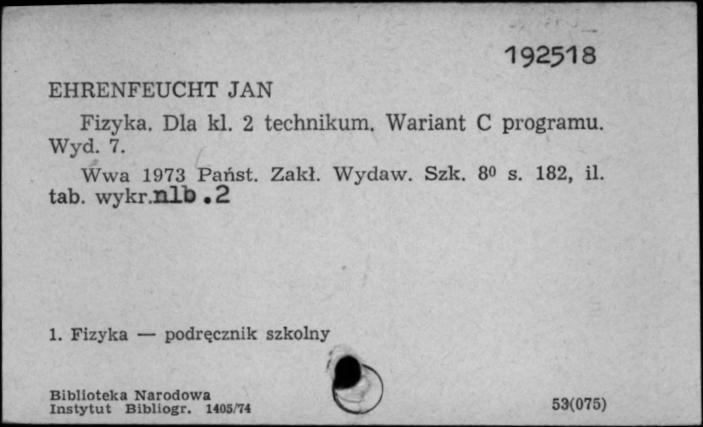 192518
EHRENFEUCHT JAN
Fizyka. Dla kl. 2 technikum. Wariant C programu.
Wyd. 7.
Wwa 1973 Państ. Zakł. Wydaw. Szk. 8⁰ s. 182, il.
tab. wykr.nlb.2
1. Fizyka — podręcznik szkolny
Biblioteka Narodowa
Instytut Bibliogr. 1405/74
53(075)